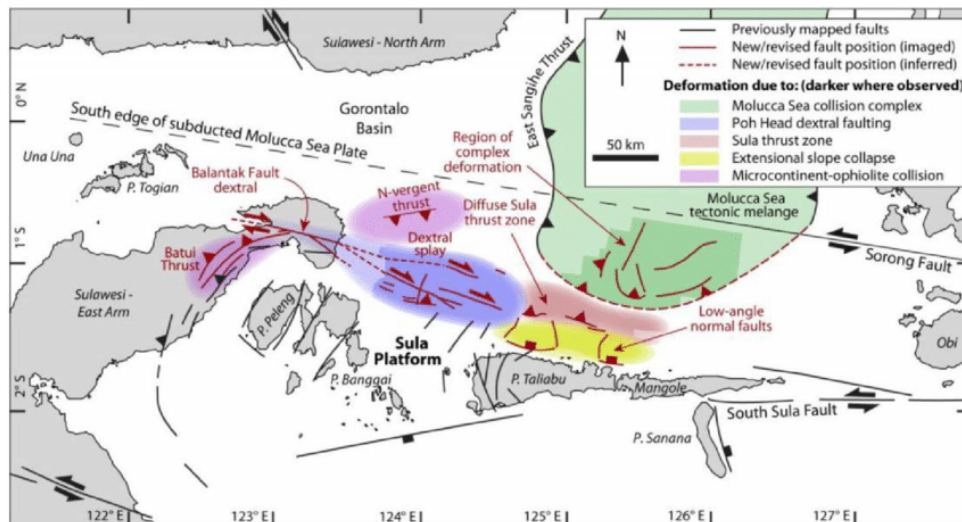 Sulawesi - North Arm
N
Previously mapped faults
New/revised fault position (imaged)
New/revised fault position (inferred)
Deformation due to: (darker where observed)
Molucca Sea collision complex
Poh Head dextral faulting
Sula thrust zone
Extensional slope collapse
Microcontinent-ophiolite collision
50 km
East Sangihe Thrust
0° N
Gorontalo
Basin
South edge of subducted Molucca Sea Plate
Una Una
P. Togian
Balantak Fault
dextral
Region of
complex
deformation
N-vergent
thrust
Diffuse Sula
thrust zone
Molucca Sea
tectonic melange
Dextral
splay
1° S
Batui
Thrust
Sorong Fault
Sulawesi -
East Arm
P. Peleng
Low-angle
normal faults
Sula
Platform
Obi
P. Banggai
P. Taliabu
Mangole
2° S
South Sula Fault
P. Sanana
122° E
123° E
124° E
125° E
126° E
127° E